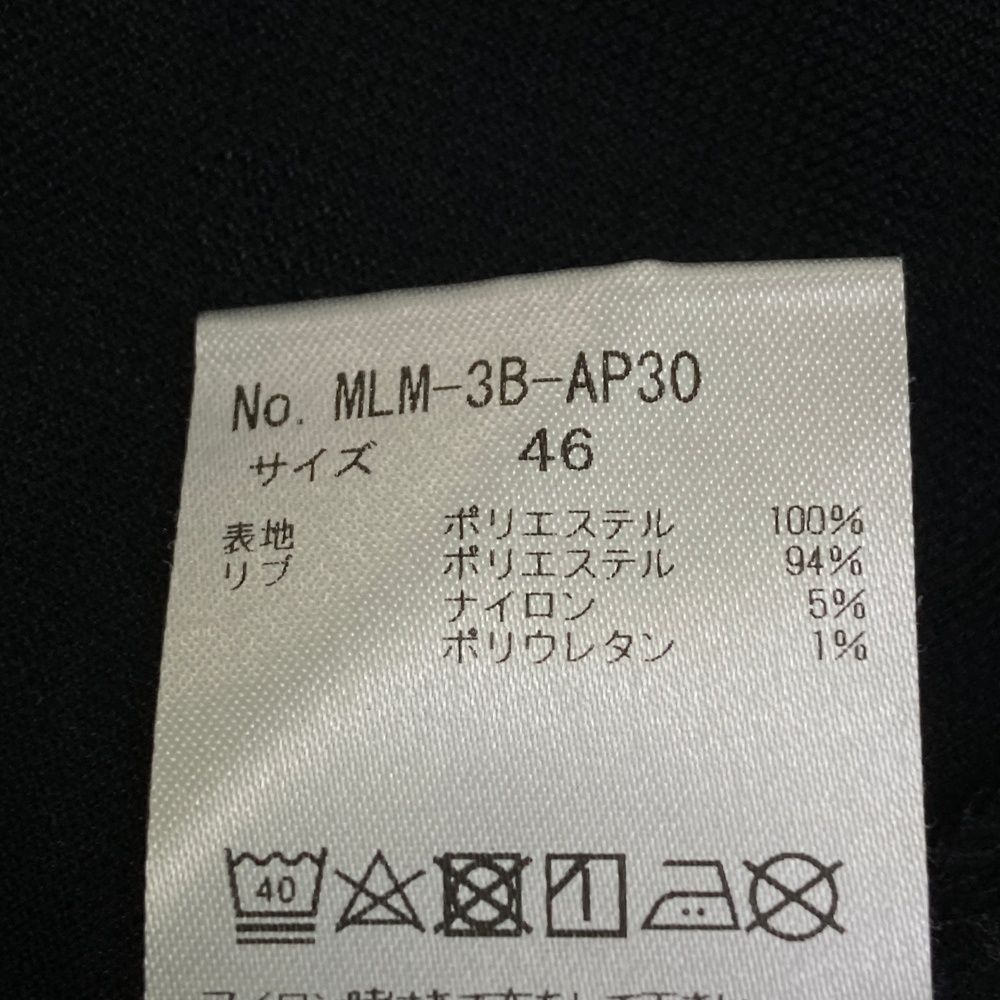 No. MLM-3B-AP30
サイズ 46
表地 ポリエステル 100%
リブ ポリエステル 94%
ナイロン 5%
ポリウレタン 1%
40